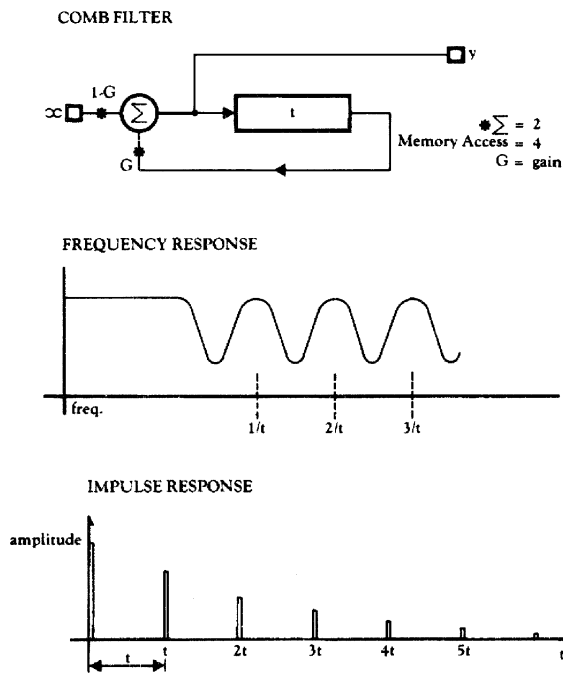 COMB FILTER
y
1-G
x
Σ
t
G
*Σ = 2
Memory Access = 4
G = gain
FREQUENCY RESPONSE
freq.
1/t
2/t
3/t
IMPULSE RESPONSE
amplitude
t
t
2t
3t
4t
5t
t